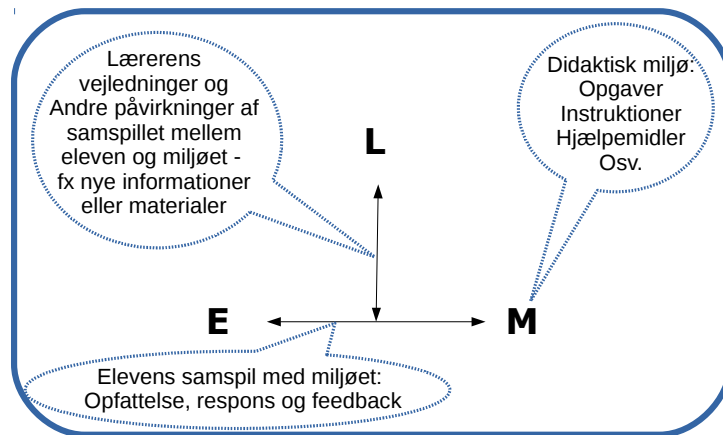 Lærerens
vejledninger og
Andre påvirkninger af
samspillet mellem
eleven og miljøet -
fx nye informationer
eller materialer
Didaktisk miljø:
Opgaver
Instruktioner
Hjælpemidler
Osv.
L
E
M
Elevens samspil med miljøet:
Opfattelse, respons og feedback